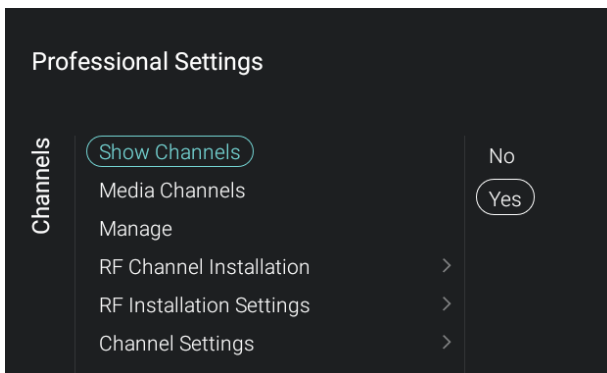 Professional Settings
Channels
Show Channels
No
Media Channels
Yes
Manage
RF Channel Installation
RF Installation Settings
Channel Settings